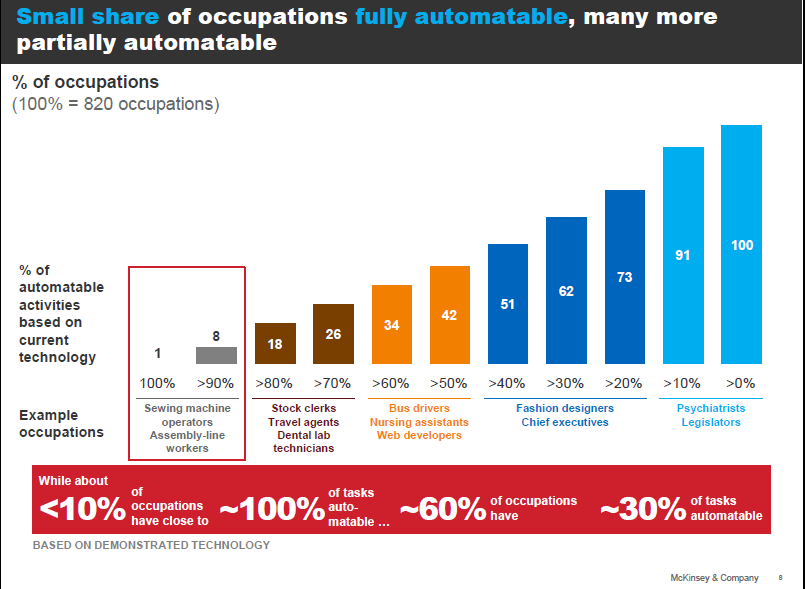 Small share of occupations fully automatable, many more
partially automatable
% of occupations
(100% = 820 occupations)
% of
automatable
activities
based on
current
technology
1
8
18
26
34
42
51
62
73
91
100
100%
>90%
>80%
>70%
>60%
>50%
>40%
>30%
>20%
>10%
>0%
Example
occupations
Sewing machine
operators
Assembly-line
workers
Stock clerks
Travel agents
Dental lab
technicians
Bus drivers
Nursing assistants
Web developers
Fashion designers
Chief executives
Psychiatrists
Legislators
While about
<10%
of
occupations
have close to
~100%
of tasks
auto-
matable ...
~60%
of occupations
have
~30%
of tasks
automatable
BASED ON DEMONSTRATED TECHNOLOGY
McKinsey & Company 8